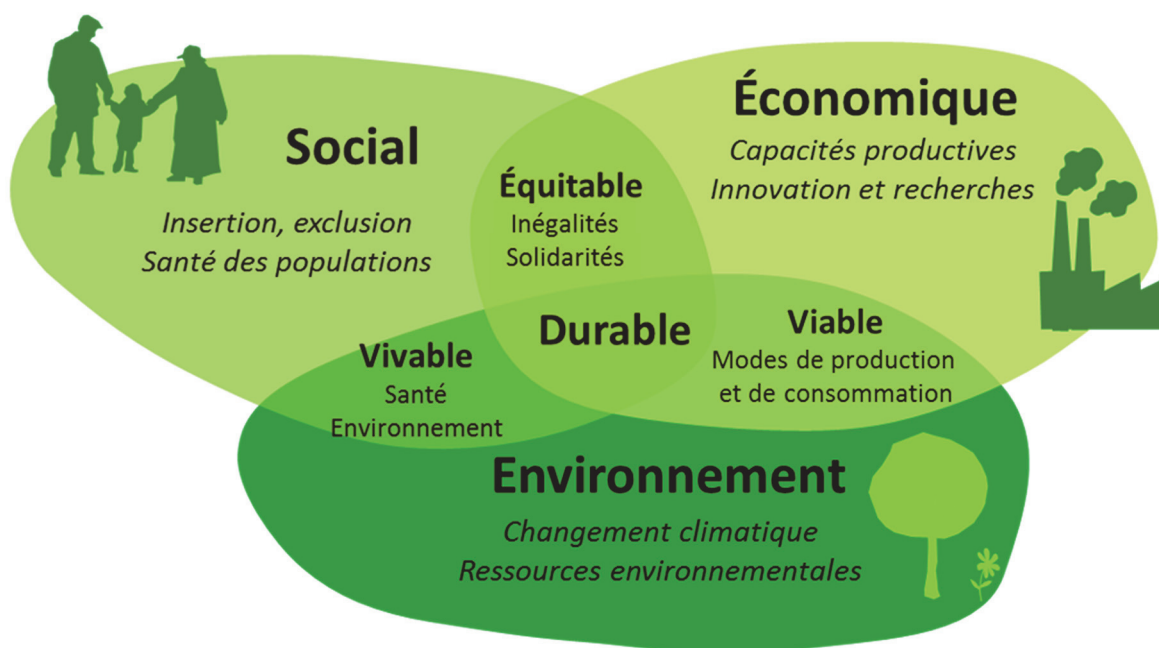 Social
Insertion, exclusion
Santé des populations
Économique
Capacités productives
Innovation et recherches
Équitable
Inégalités
Solidarités
Durable
Vivable
Santé
Environnement
Viable
Modes de production
et de consommation
Environnement
Changement climatique
Ressources environnementales